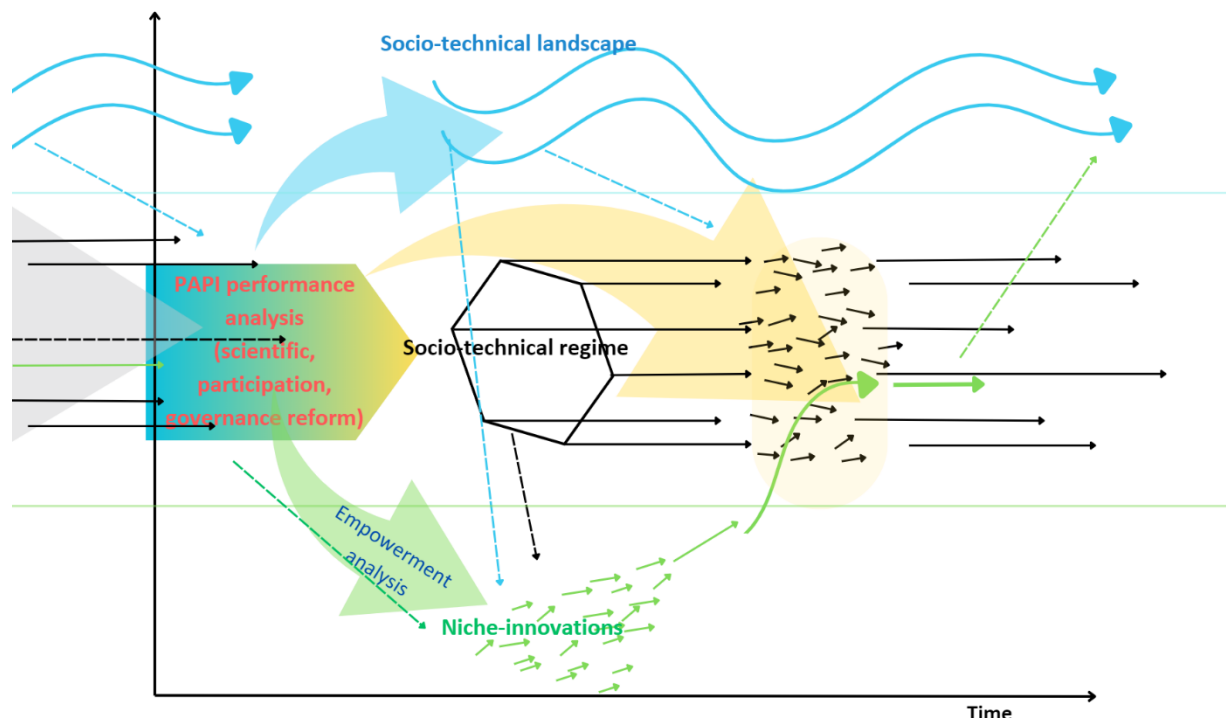 Socio-technical landscape
PAPI performance
analysis
(scientific,
participation,
governance reform)
Socio-technical regime
Empowerment
analysis
Niche-innovations
Time